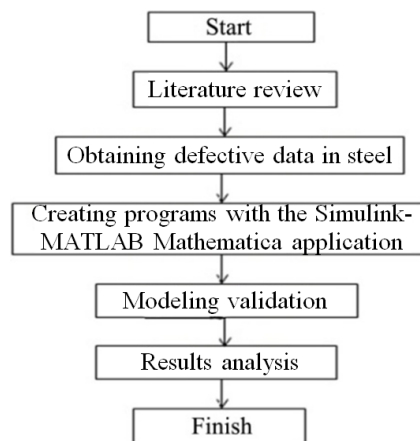 Start
Literature review
Obtaining defective data in steel
Creating programs with the Simulink-
MATLAB Mathematica application
Modeling validation
Results analysis
Finish